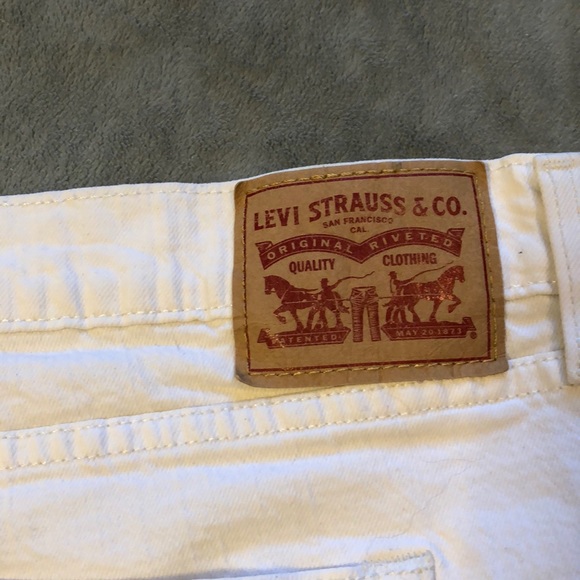 LEVI STRAUSS & CO.
SAN FRANCISCO
CAL
ORIGINAL RIVETED
QUALITY CLOTHING
PATENTED MAY 20 1873
®